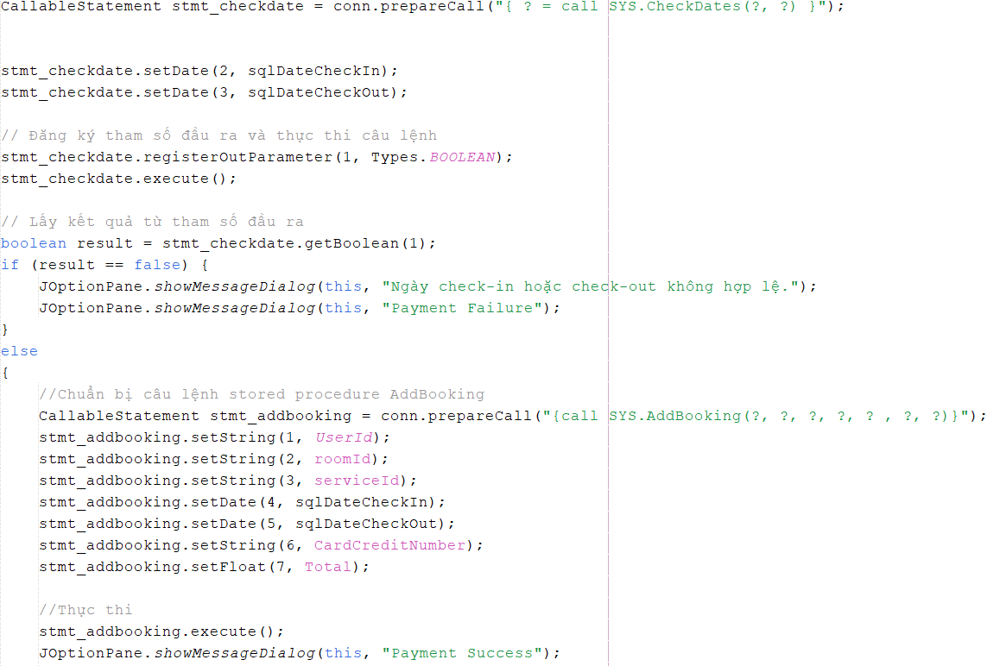 CallableStatement stmt_checkdate = conn.prepareCall("{ ? = call SYS.CheckDates(?, ?) }");
stmt_checkdate.setDate(2, sqlDateCheckIn);
stmt_checkdate.setDate(3, sqlDateCheckOut);
// Đăng ký tham số đầu ra và thực thi câu lệnh
stmt_checkdate.registerOutParameter(1, Types.BOOLEAN);
stmt_checkdate.execute();
// Lấy kết quả từ tham số đầu ra
boolean result = stmt_checkdate.getBoolean(1);
if (result == false) {
    JOptionPane.showMessageDialog(this, "Ngày check-in hoặc check-out không hợp lệ.");
    JOptionPane.showMessageDialog(this, "Payment Failure");
}
else
{
    //Chuẩn bị câu lệnh stored procedure AddBooking
    CallableStatement stmt_addbooking = conn.prepareCall("{call SYS.AddBooking(?, ?, ?, ?, ? , ?, ?)}");
    stmt_addbooking.setString(1, UserId);
    stmt_addbooking.setString(2, roomId);
    stmt_addbooking.setString(3, serviceId);
    stmt_addbooking.setDate(4, sqlDateCheckIn);
    stmt_addbooking.setDate(5, sqlDateCheckOut);
    stmt_addbooking.setString(6, CardCreditNumber);
    stmt_addbooking.setFloat(7, Total);
    //Thực thi
    stmt_addbooking.execute();
    JOptionPane.showMessageDialog(this, "Payment Success");